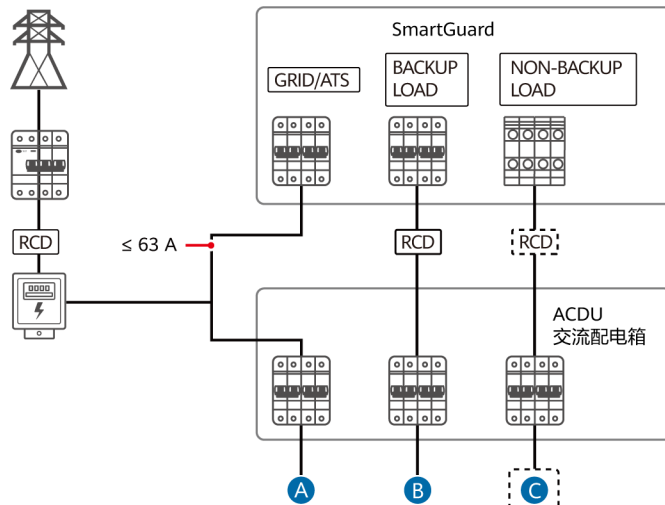 SmartGuard
GRID/ATS
BACKUP
LOAD
NON-BACKUP
LOAD
RCD
≤ 63 A
RCD
RCD
ACDU
交流配电箱
A
B
C